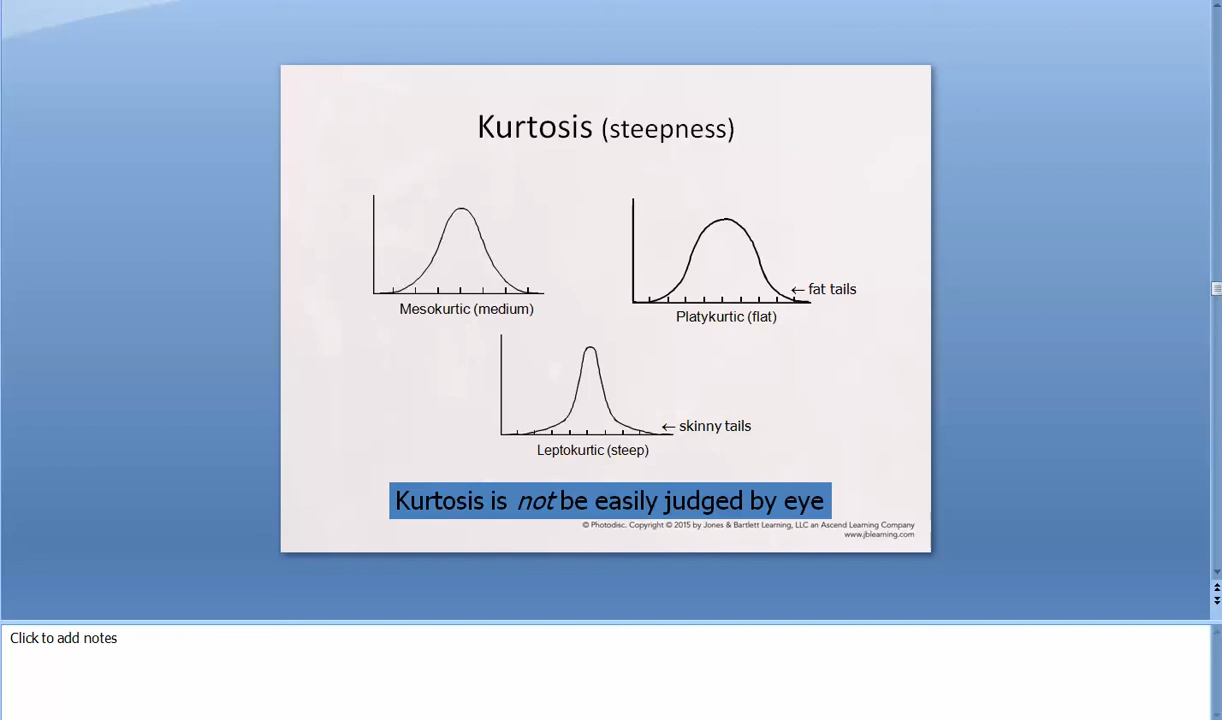 Kurtosis (steepness)
← fat tails
Mesokurtic (medium)
Platykurtic (flat)
← skinny tails
Leptokurtic (steep)
Kurtosis is not be easily judged by eye
© Photodisc. Copyright © 2015 by Jones & Bartlett Learning, LLC an Ascend Learning Company
www.jblearning.com
Click to add notes